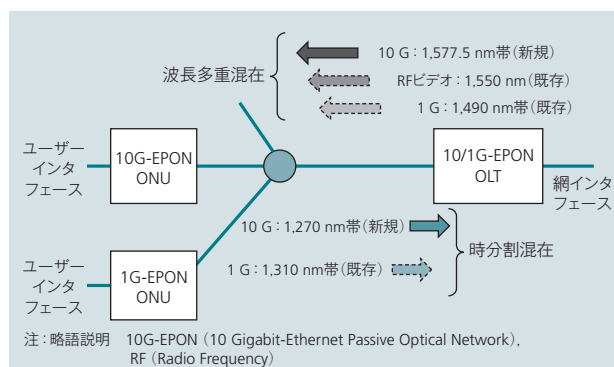 10 G：1,577.5 nm帯（新規）
波長多重混在
RFビデオ：1,550 nm（既存）
1 G：1,490 nm帯（既存）
ユーザー
インタ
フェース
10G-EPON
ONU
10/1G-EPON
OLT
網インタ
フェース
10 G：1,270 nm帯（新規）
時分割混在
1 G：1,310 nm帯（既存）
ユーザー
インタ
フェース
1G-EPON
ONU
注：略語説明　10G-EPON（10 Gigabit-Ethernet Passive Optical Network），
RF（Radio Frequency）